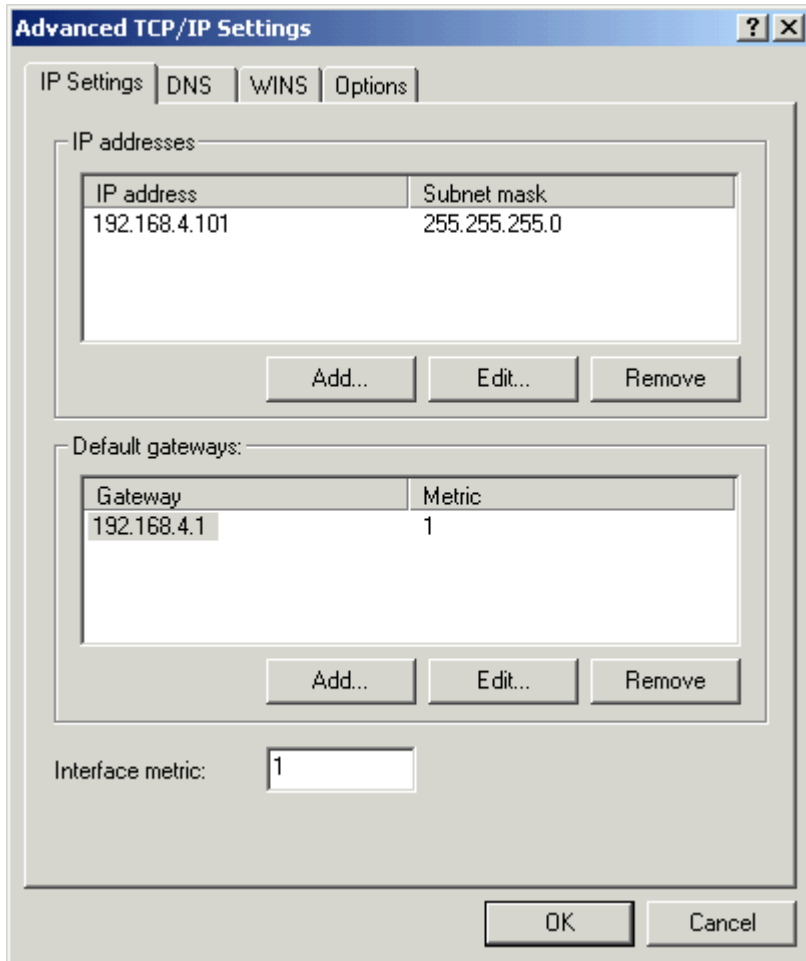 Advanced TCP/IP Settings
IP Settings DNS WINS Options
IP addresses
IP address Subnet mask
192.168.4.101 255.255.255.0
Add... Edit... Remove
Default gateways:
Gateway Metric
192.168.4.1 1
Add... Edit... Remove
Interface metric: 1
OK Cancel